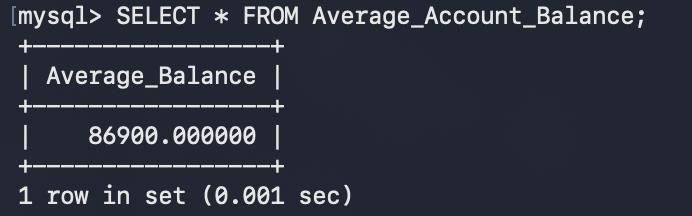 [mysql> SELECT * FROM Average_Account_Balance;
+-----------------+
| Average_Balance |
+-----------------+
|    86900.000000 |
+-----------------+
1 row in set (0.001 sec)